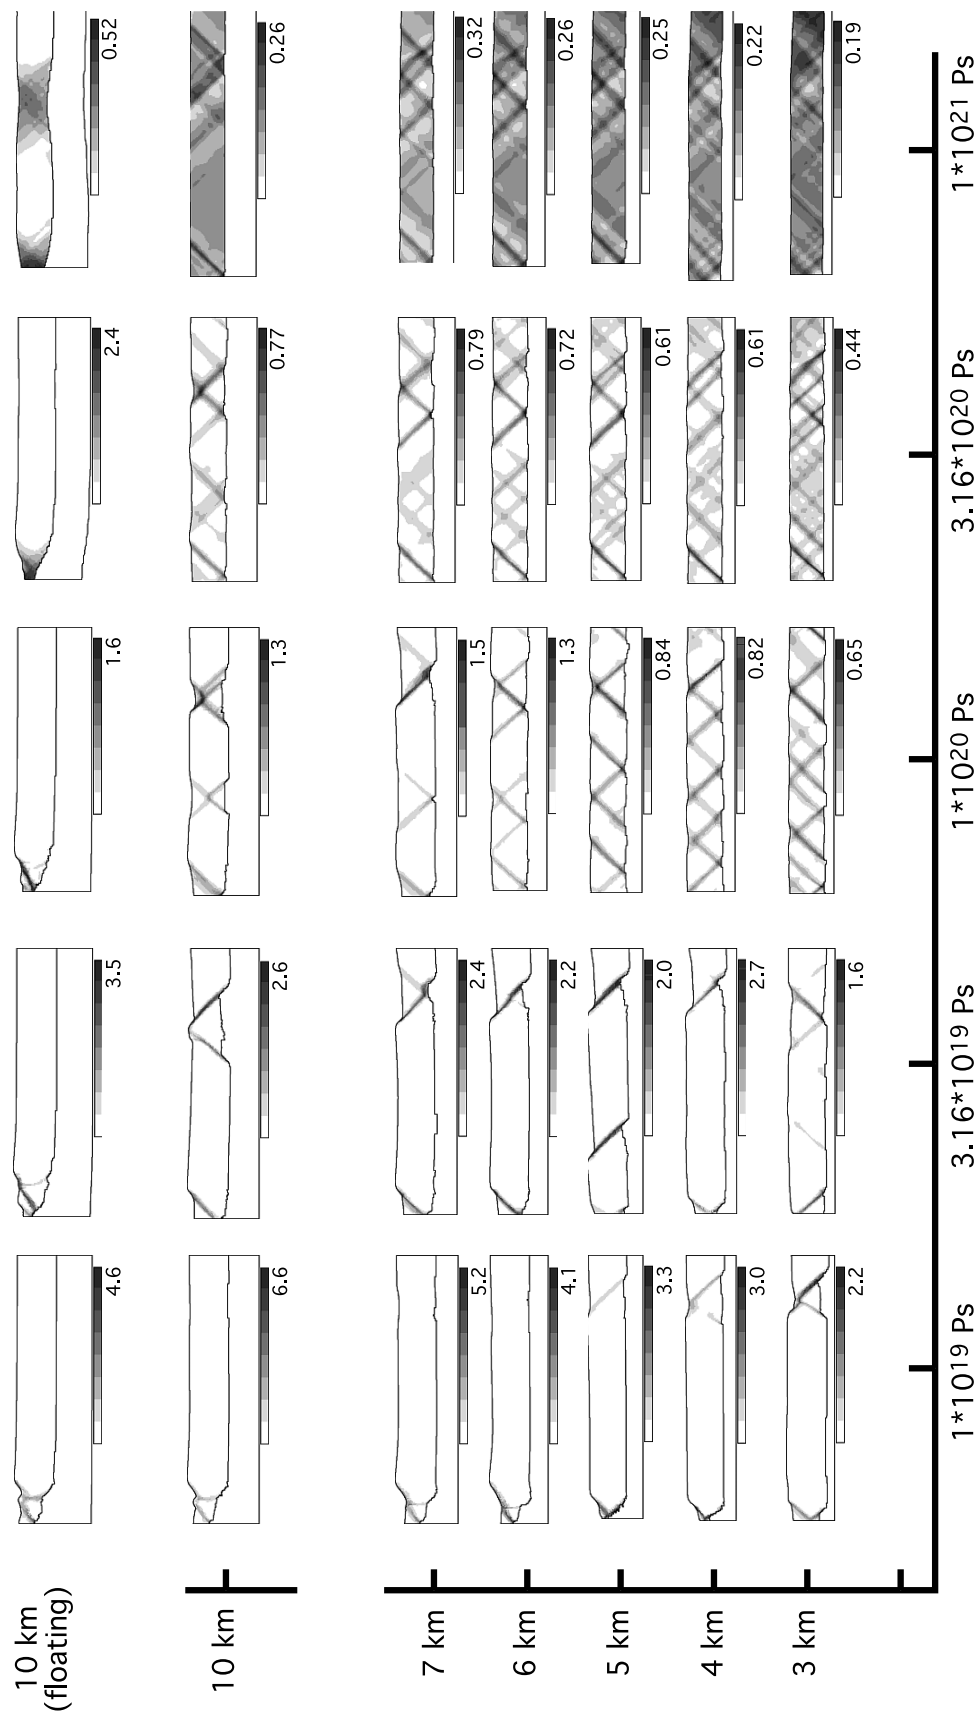 10 km
(floating)
4.6 3.5 1.6 2.4 0.52
10 km
6.6 2.6 1.3 0.77 0.26
7 km
5.2 2.4 1.5 0.79 0.32
6 km
4.1 2.2 1.3 0.72 0.26
5 km
3.3 2.0 0.84 0.61 0.25
4 km
3.0 2.7 0.82 0.61 0.22
3 km
2.2 1.6 0.65 0.44 0.19
1*10¹⁹ Ps 3.16*10¹⁹ Ps 1*10²⁰ Ps 3.16*10²⁰ Ps 1*10²¹ Ps